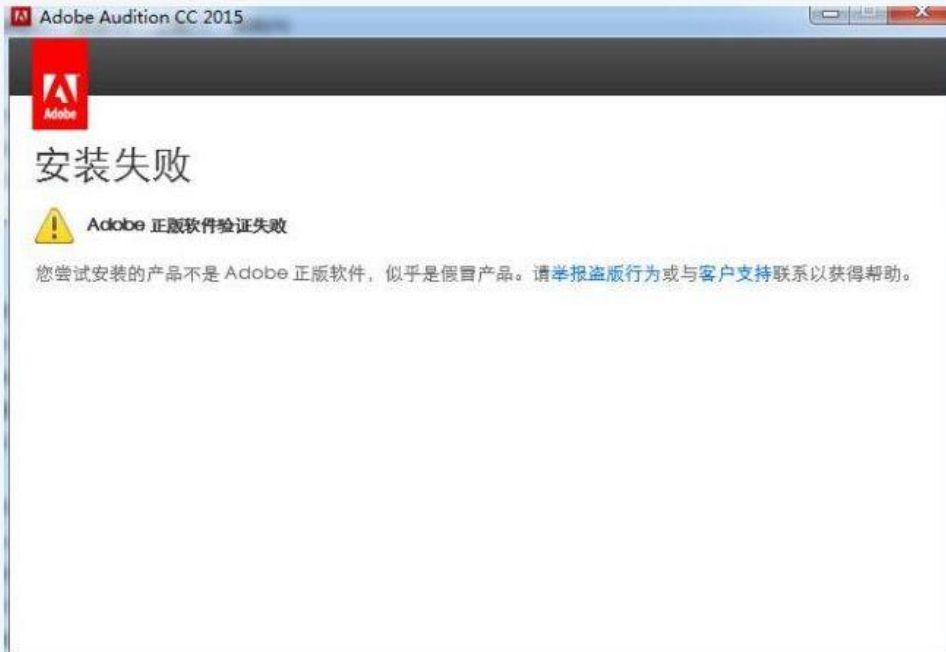 Adobe Audition CC 2015
Adobe
安装失败
Adobe 正版软件验证失败
您尝试安装的产品不是 Adobe 正版软件，似乎是假冒产品。请举报盗版行为或与客户支持联系以获得帮助。